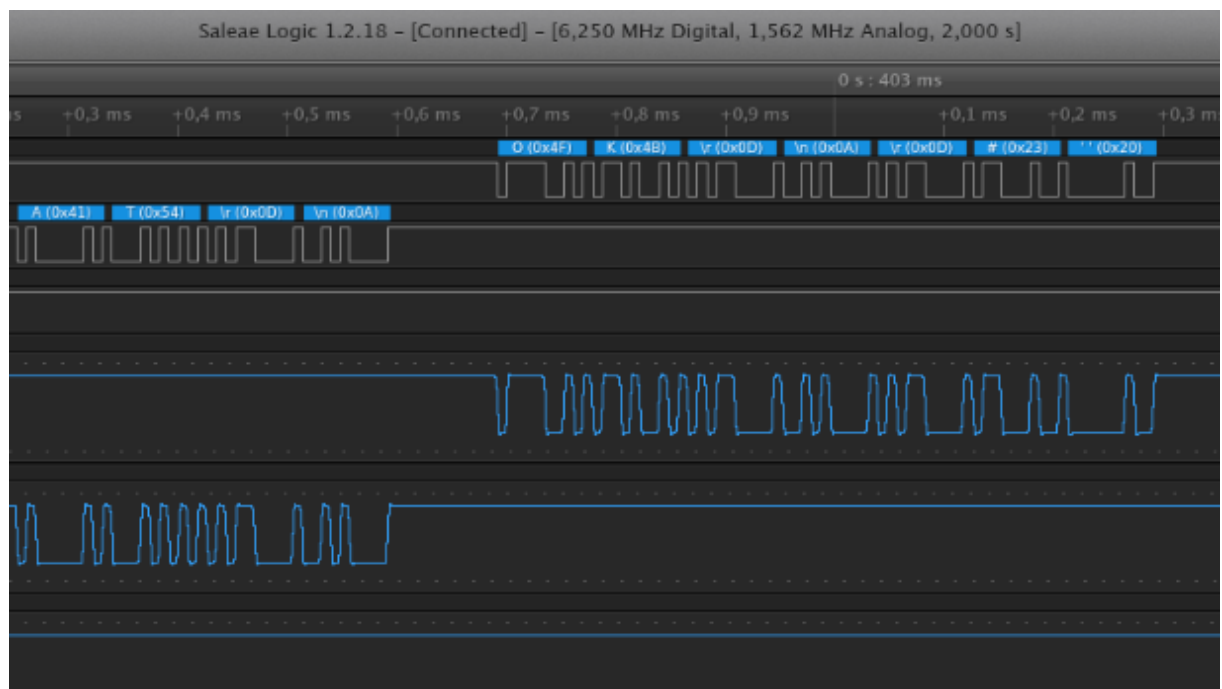 Saleae Logic 1.2.18 – [Connected] – [6,250 MHz Digital, 1,562 MHz Analog, 2,000 s]
0 s : 403 ms
s +0,3 ms +0,4 ms +0,5 ms +0,6 ms +0,7 ms +0,8 ms +0,9 ms +0,1 ms +0,2 ms +0,3 m
O (0x4F) K (0x4B) \r (0x0D) \n (0x0A) \r (0x0D) # (0x23) ' ' (0x20)
A (0x41) T (0x54) \r (0x0D) \n (0x0A)